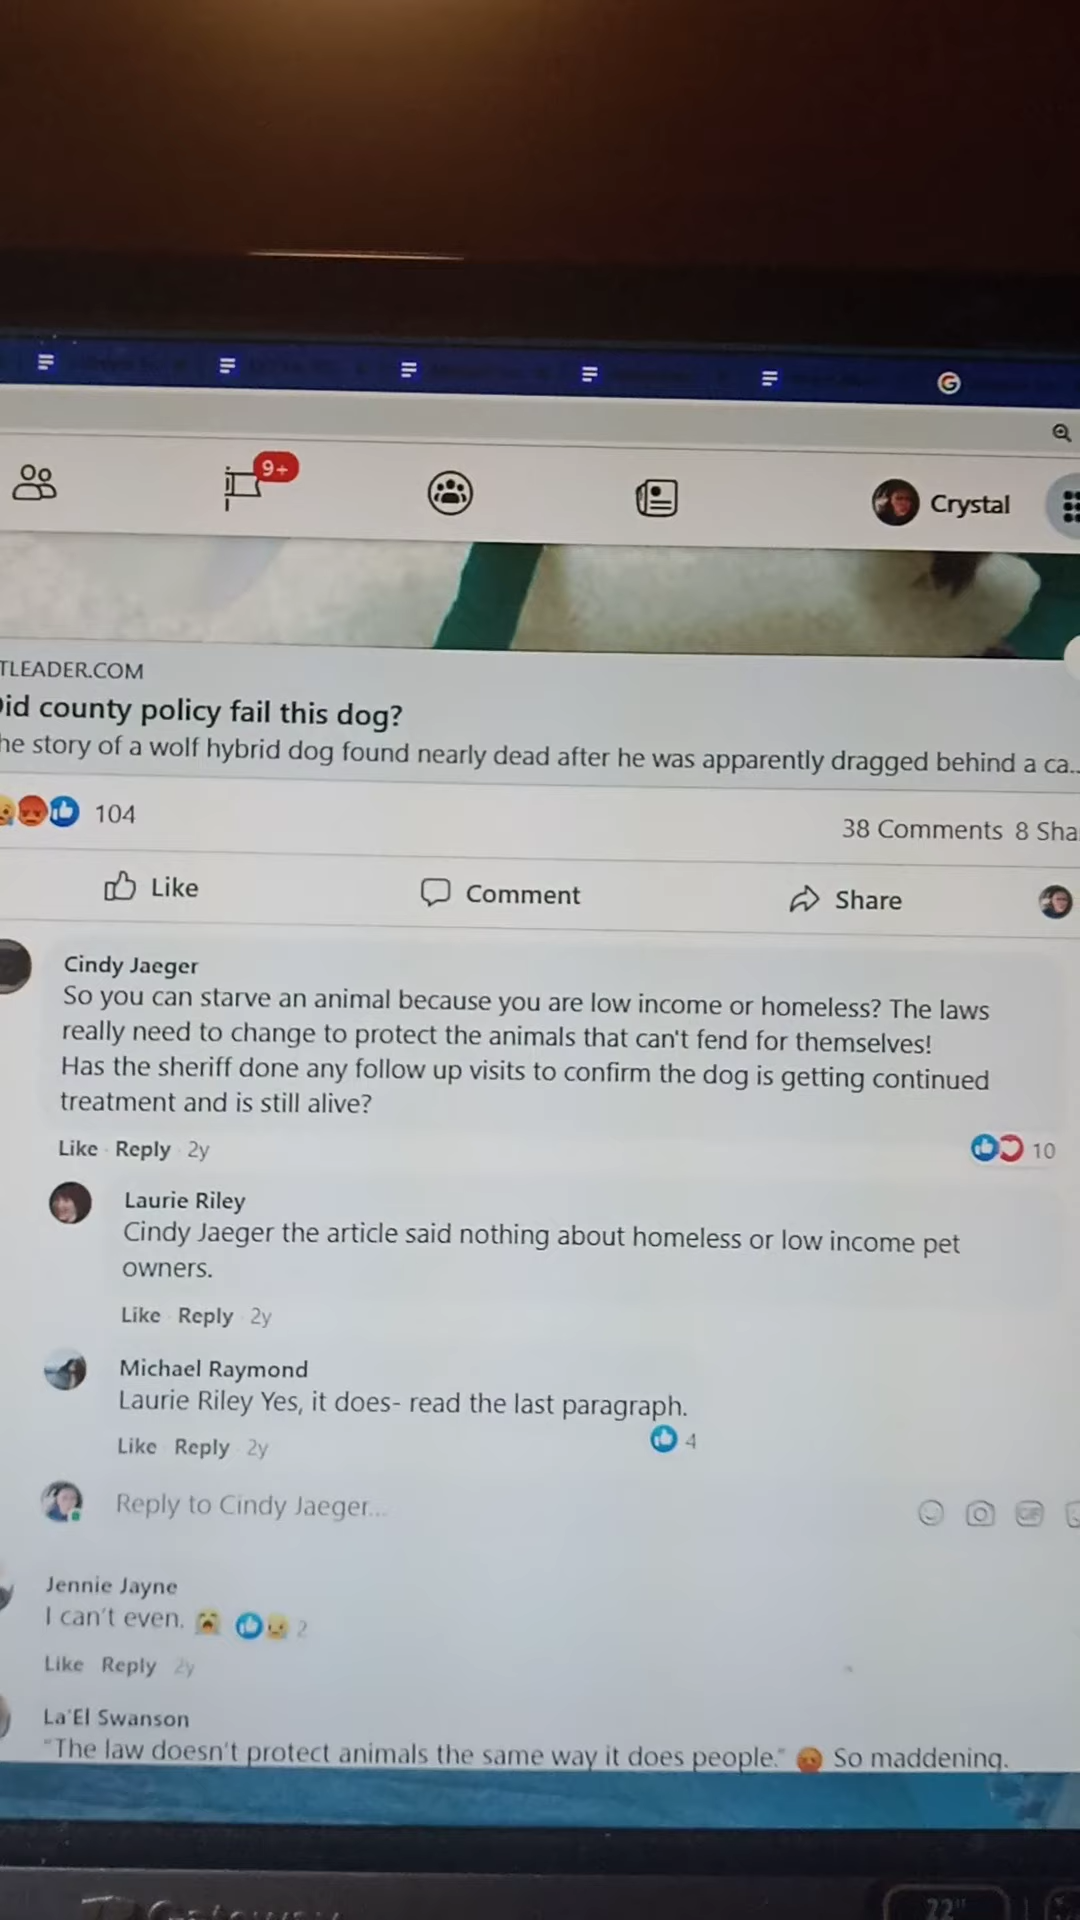 9+
Crystal
TLEADER.COM
id county policy fail this dog?
he story of a wolf hybrid dog found nearly dead after he was apparently dragged behind a ca...
104
38 Comments 8 Sha
Like
Comment
Share
Cindy Jaeger
So you can starve an animal because you are low income or homeless? The laws
really need to change to protect the animals that can't fend for themselves!
Has the sheriff done any follow up visits to confirm the dog is getting continued
treatment and is still alive?
Like · Reply · 2y
10
Laurie Riley
Cindy Jaeger the article said nothing about homeless or low income pet
owners.
Like · Reply · 2y
Michael Raymond
Laurie Riley Yes, it does- read the last paragraph.
4
Like · Reply · 2y
Reply to Cindy Jaeger...
GIF
Jennie Jayne
I can't even. 😭 2
Like Reply 2y
La'El Swanson
"The law doesn't protect animals the same way it does people." 😡 So maddening.
22"